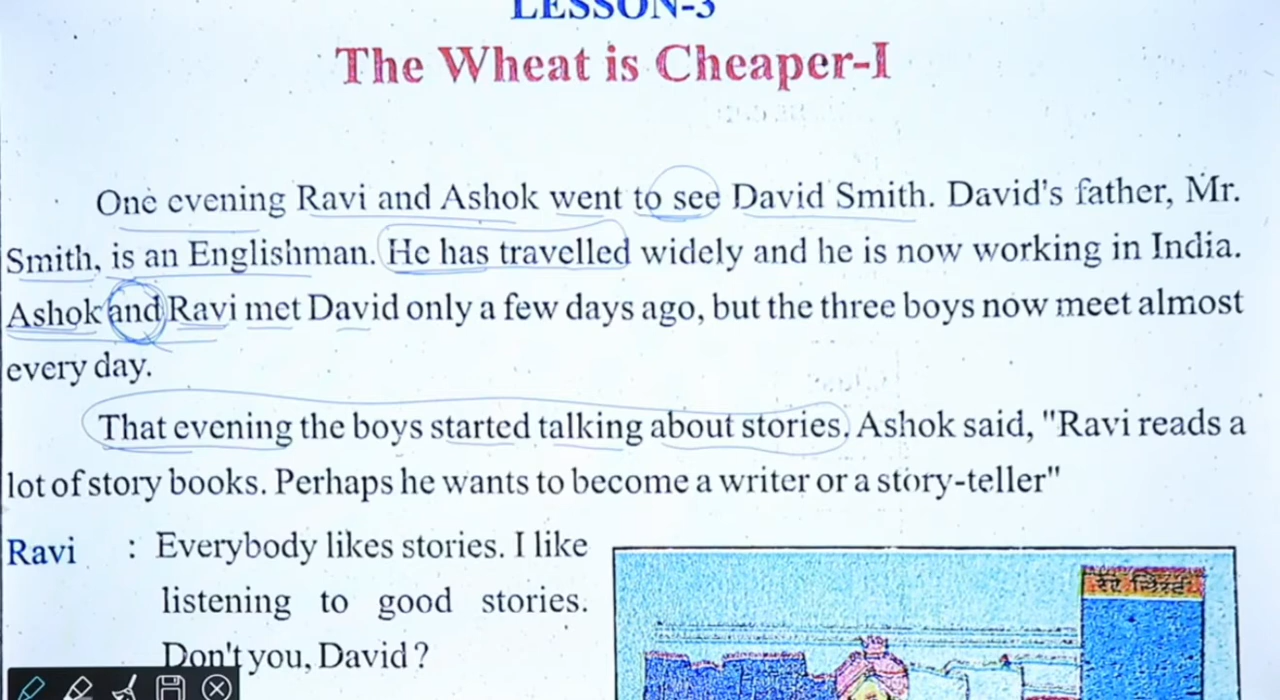 LESSON-3
The Wheat is Cheaper-I
One evening Ravi and Ashok went to see David Smith. David's father, Mr.
Smith, is an Englishman. He has travelled widely and he is now working in India.
Ashok and Ravi met David only a few days ago, but the three boys now meet almost
every day.
That evening the boys started talking about stories. Ashok said, "Ravi reads a
lot of story books. Perhaps he wants to become a writer or a story-teller"
Ravi : Everybody likes stories. I like
listening to good stories.
Don't you, David ?
रेट लिस्ट